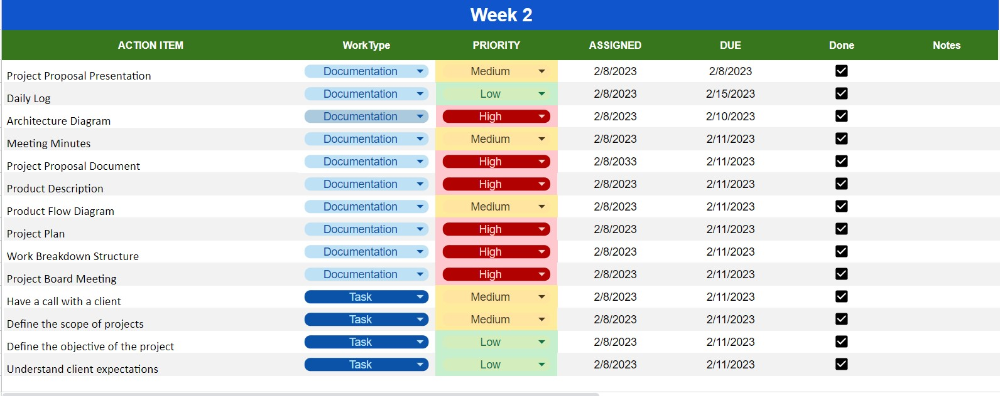 Week 2
ACTION ITEM WorkType PRIORITY ASSIGNED DUE Done Notes
Project Proposal Presentation Documentation Medium 2/8/2023 2/8/2023
Daily Log Documentation Low 2/8/2023 2/15/2023
Architecture Diagram Documentation High 2/8/2023 2/10/2023
Meeting Minutes Documentation Medium 2/8/2023 2/11/2023
Project Proposal Document Documentation High 2/8/2033 2/11/2023
Product Description Documentation High 2/8/2023 2/11/2023
Product Flow Diagram Documentation Medium 2/8/2023 2/11/2023
Project Plan Documentation High 2/8/2023 2/11/2023
Work Breakdown Structure Documentation High 2/8/2023 2/11/2023
Project Board Meeting Documentation High 2/8/2023 2/11/2023
Have a call with a client Task Medium 2/8/2023 2/11/2023
Define the scope of projects Task Medium 2/8/2023 2/11/2023
Define the objective of the project Task Low 2/8/2023 2/11/2023
Understand client expectations Task Low 2/8/2023 2/11/2023